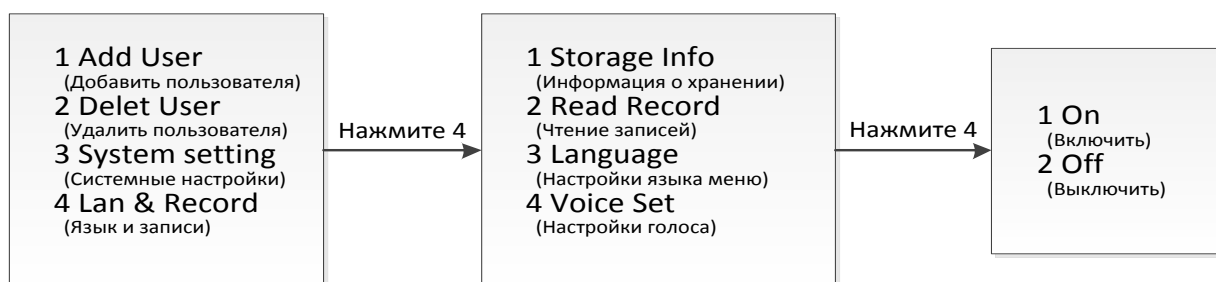 1 Add User
(Добавить пользователя)
2 Delet User
(Удалить пользователя)
3 System setting
(Системные настройки)
4 Lan & Record
(Язык и записи)
Нажмите 4
1 Storage Info
(Информация о хранении)
2 Read Record
(Чтение записей)
3 Language
(Настройки языка меню)
4 Voice Set
(Настройки голоса)
Нажмите 4
1 On
(Включить)
2 Off
(Выключить)